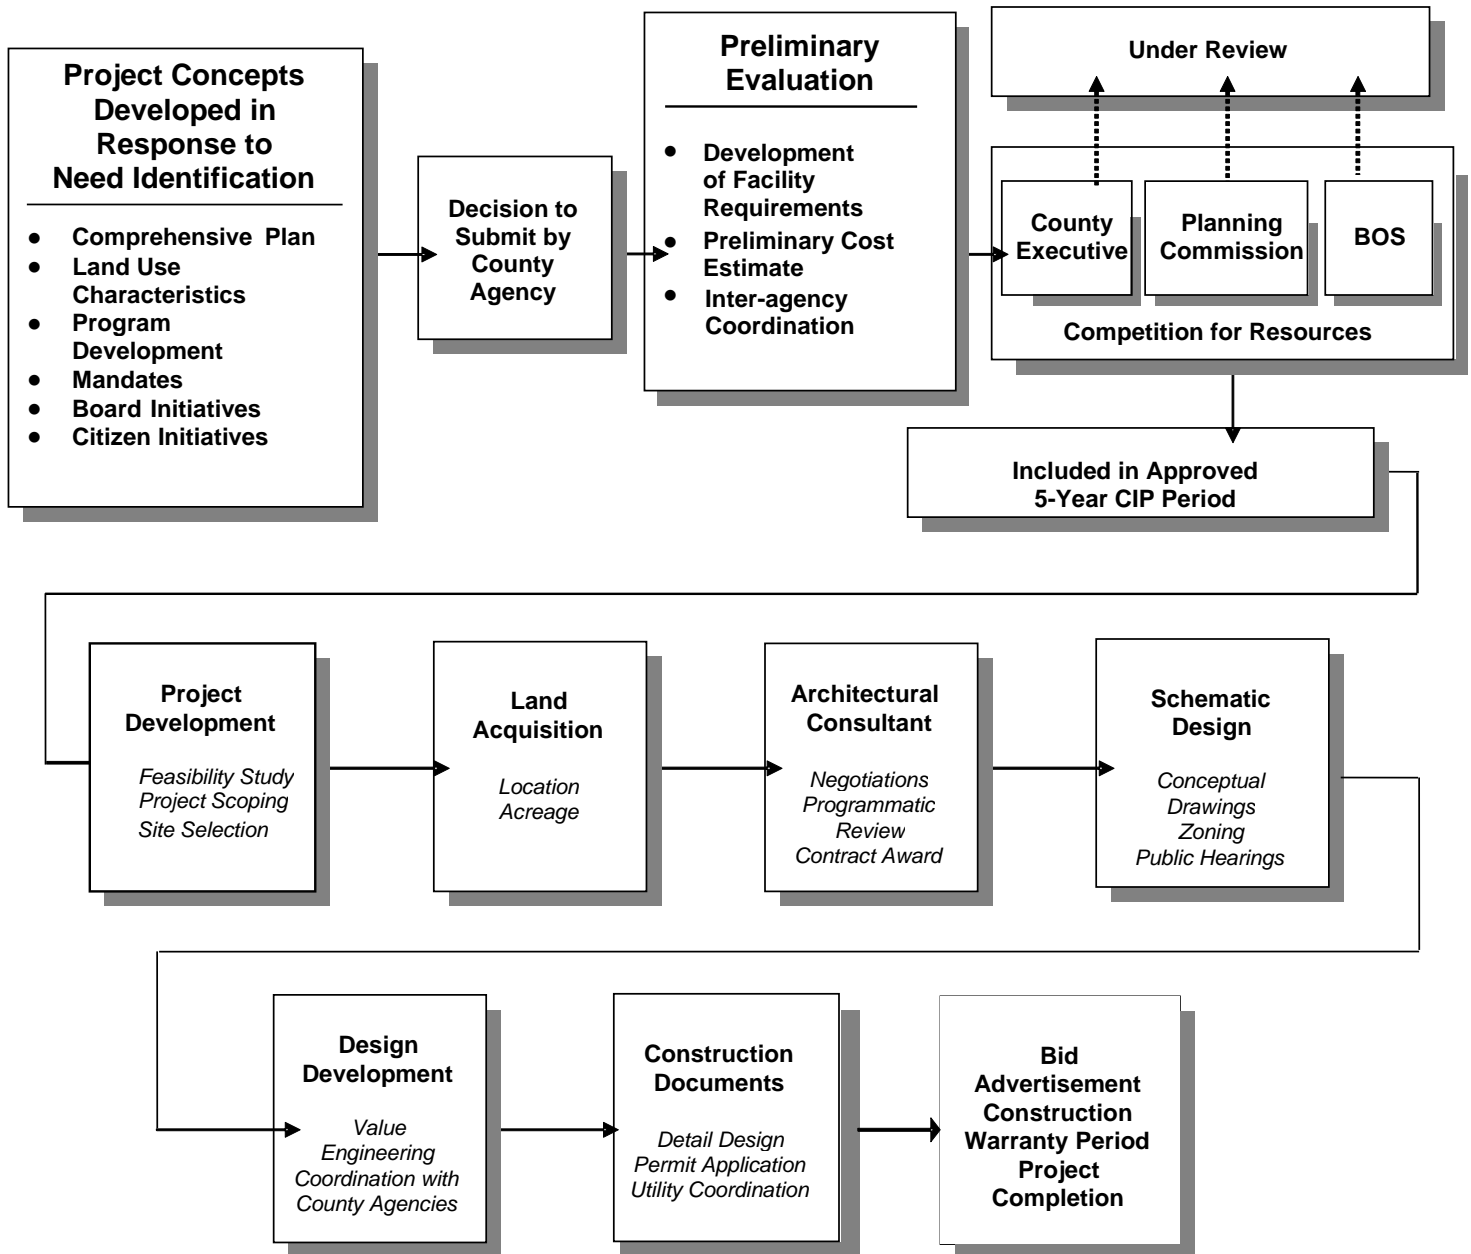 Project Concepts
Developed in
Response to
Need Identification
● Comprehensive Plan
● Land Use
Characteristics
● Program
Development
● Mandates
● Board Initiatives
● Citizen Initiatives
Decision to
Submit by
County
Agency
Preliminary
Evaluation
● Development
of Facility
Requirements
● Preliminary Cost
Estimate
● Inter-agency
Coordination
Under Review
County
Executive
Planning
Commission
BOS
Competition for Resources
Included in Approved
5-Year CIP Period
Project
Development
Feasibility Study
Project Scoping
Site Selection
Land
Acquisition
Location
Acreage
Architectural
Consultant
Negotiations
Programmatic
Review
Contract Award
Schematic
Design
Conceptual
Drawings
Zoning
Public Hearings
Design
Development
Value
Engineering
Coordination with
County Agencies
Construction
Documents
Detail Design
Permit Application
Utility Coordination
Bid
Advertisement
Construction
Warranty Period
Project
Completion